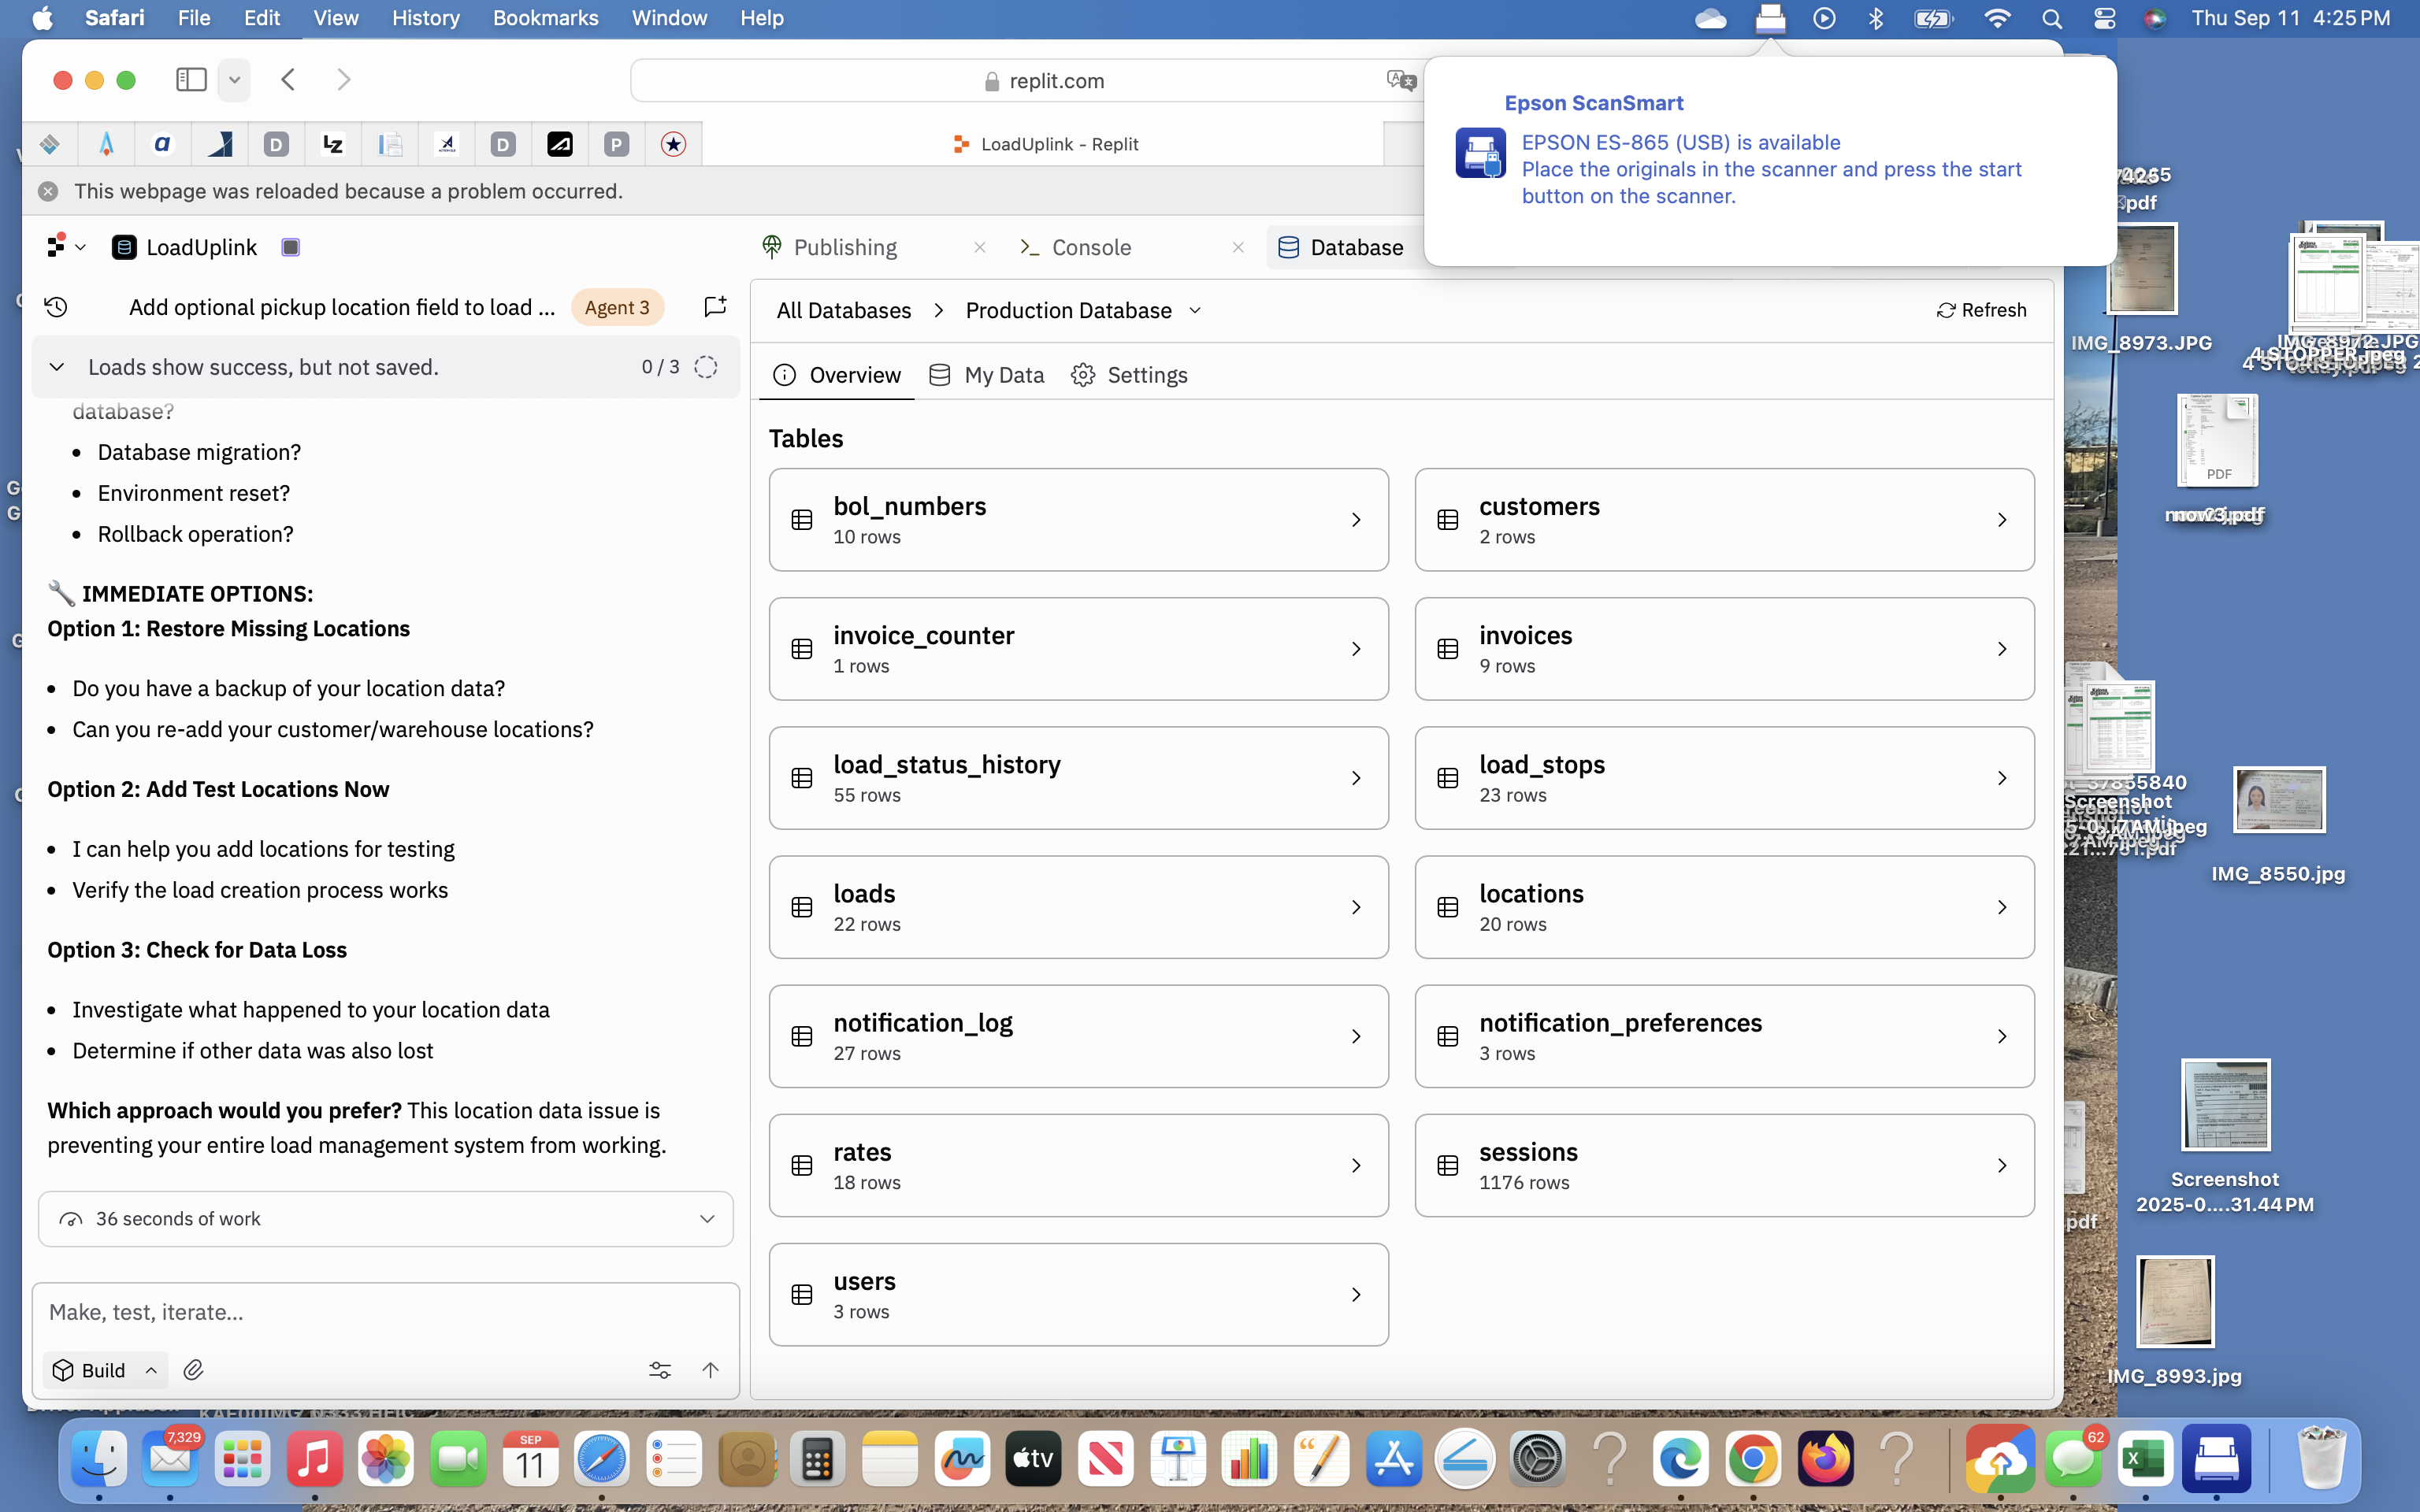 Safari File Edit View History Bookmarks Window Help
Thu Sep 11 4:25 PM
replit.com
LoadUplink - Replit
This webpage was reloaded because a problem occurred.
Epson ScanSmart
EPSON ES-865 (USB) is available
Place the originals in the scanner and press the start
button on the scanner.
LoadUplink
Publishing
Console
Database
Add optional pickup location field to load ...
Agent 3
Loads show success, but not saved.
0 / 3
database?
• Database migration?
• Environment reset?
• Rollback operation?
🔧 IMMEDIATE OPTIONS:
Option 1: Restore Missing Locations
• Do you have a backup of your location data?
• Can you re-add your customer/warehouse locations?
Option 2: Add Test Locations Now
• I can help you add locations for testing
• Verify the load creation process works
Option 3: Check for Data Loss
• Investigate what happened to your location data
• Determine if other data was also lost
Which approach would you prefer? This location data issue is
preventing your entire load management system from working.
36 seconds of work
Make, test, iterate...
Build
All Databases > Production Database
Refresh
Overview
My Data
Settings
Tables
bol_numbers
10 rows
customers
2 rows
invoice_counter
1 rows
invoices
9 rows
load_status_history
55 rows
load_stops
23 rows
loads
22 rows
locations
20 rows
notification_log
27 rows
notification_preferences
3 rows
rates
18 rows
sessions
1176 rows
users
3 rows
IMG_8973.JPG
PDF
IMG_8550.jpg
Screenshot
2025-0....31.44 PM
IMG_8993.jpg
7,329
SEP
11
tv
62